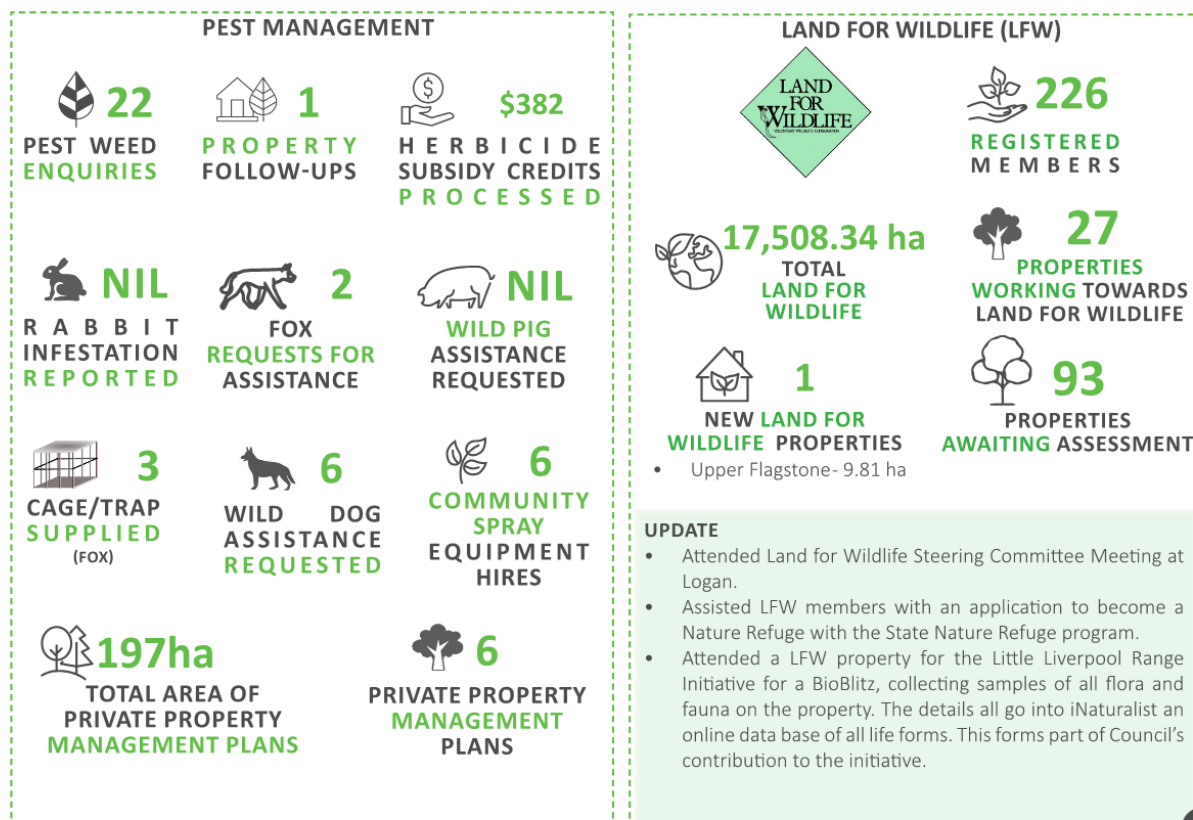 PEST MANAGEMENT
22
PEST WEED
ENQUIRIES
1
PROPERTY
FOLLOW-UPS
$
$382
HERBICIDE
SUBSIDY CREDITS
PROCESSED
NIL
RABBIT
INFESTATION
REPORTED
2
FOX
REQUESTS FOR
ASSISTANCE
NIL
WILD PIG
ASSISTANCE
REQUESTED
3
CAGE/TRAP
SUPPLIED
(FOX)
6
WILD DOG
ASSISTANCE
REQUESTED
6
COMMUNITY
SPRAY
EQUIPMENT
HIRES
197ha
TOTAL AREA OF
PRIVATE PROPERTY
MANAGEMENT PLANS
6
PRIVATE PROPERTY
MANAGEMENT
PLANS
LAND FOR WILDLIFE (LFW)
LAND
FOR
WILDLIFE
226
REGISTERED
MEMBERS
17,508.34 ha
TOTAL
LAND FOR
WILDLIFE
27
PROPERTIES
WORKING TOWARDS
LAND FOR WILDLIFE
1
NEW LAND FOR
WILDLIFE PROPERTIES
• Upper Flagstone- 9.81 ha
93
PROPERTIES
AWAITING ASSESSMENT
UPDATE
• Attended Land for Wildlife Steering Committee Meeting at
Logan.
• Assisted LFW members with an application to become a
Nature Refuge with the State Nature Refuge program.
• Attended a LFW property for the Little Liverpool Range
Initiative for a BioBlitz, collecting samples of all flora and
fauna on the property. The details all go into iNaturalist an
online data base of all life forms. This forms part of Council's
contribution to the initiative.